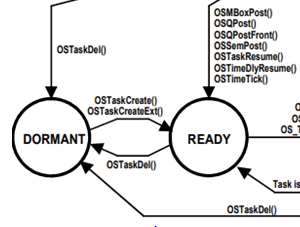 OSMBoxPost()
OSQPost()
OSQPostFront()
OSSemPost()
OSTaskResume()
OSTimeDlyResume()
OSTimeTick()
OSTaskDel()
OSTaskCreate()
OSTaskCreateExt()
DORMANT
READY
OSTaskDel()
Task is
OSTaskDel()